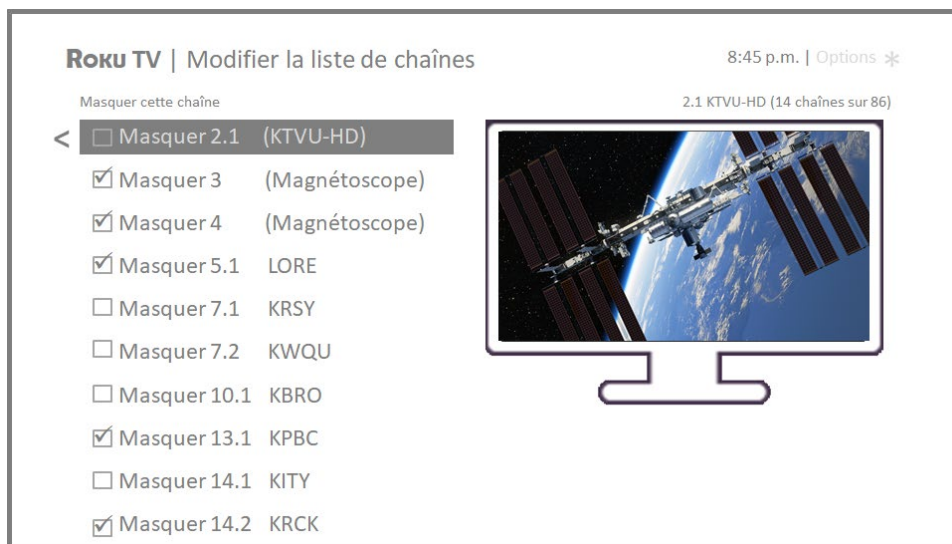 ROKU TV | Modifier la liste de chaînes
8:45 p.m. | Options *
Masquer cette chaîne
2.1 KTVU-HD (14 chaînes sur 86)
< Masquer 2.1 (KTVU-HD)
Masquer 3 (Magnétoscope)
Masquer 4 (Magnétoscope)
Masquer 5.1 LORE
Masquer 7.1 KRSY
Masquer 7.2 KWQU
Masquer 10.1 KBRO
Masquer 13.1 KPBC
Masquer 14.1 KITY
Masquer 14.2 KRCK